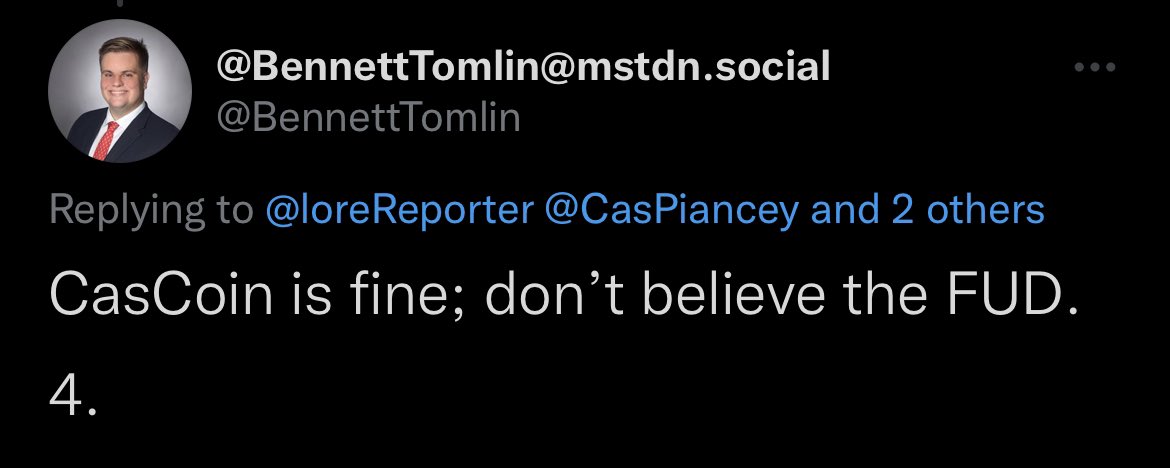 @BennettTomlin@mstdn.social
@BennettTomlin
Replying to @loreReporter @CasPiancey and 2 others
CasCoin is fine; don’t believe the FUD.
4.